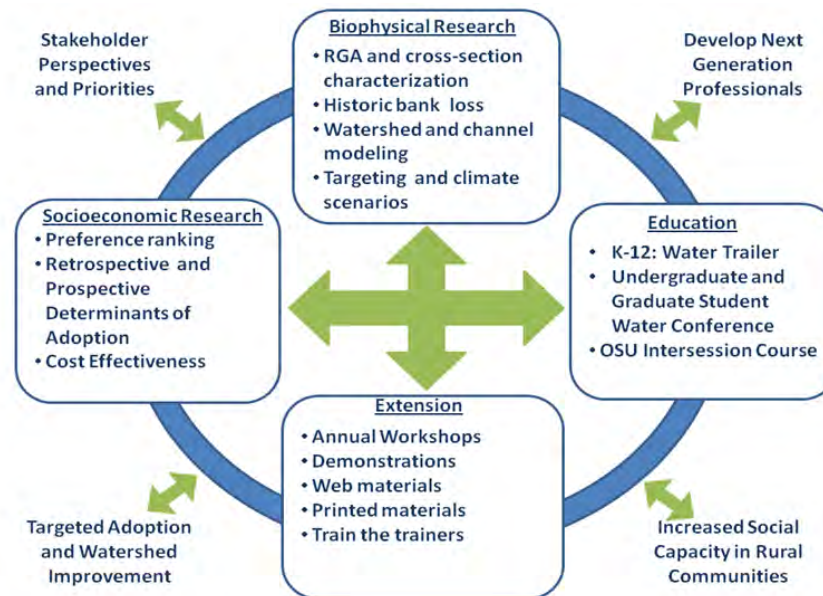 Stakeholder
Perspectives
and Priorities
Biophysical Research
• RGA and cross-section
characterization
• Historic bank loss
• Watershed and channel
modeling
• Targeting and climate
scenarios
Develop Next
Generation
Professionals
Socioeconomic Research
• Preference ranking
• Retrospective and
Prospective
Determinants of
Adoption
• Cost Effectiveness
Education
• K-12: Water Trailer
• Undergraduate and
Graduate Student
Water Conference
• OSU Intersession Course
Extension
• Annual Workshops
• Demonstrations
• Web materials
• Printed materials
• Train the trainers
Targeted Adoption
and Watershed
Improvement
Increased Social
Capacity in Rural
Communities